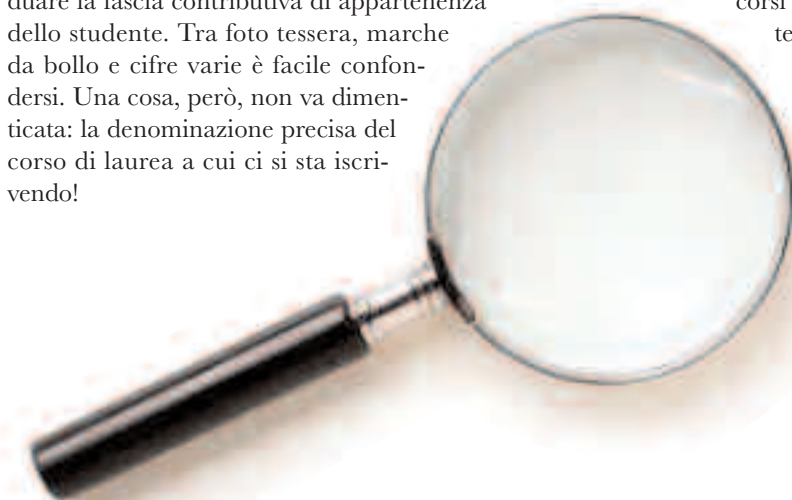 duare la fascia contributiva di appartenenza
dello studente. Tra foto tessera, marche
da bollo e cifre varie è facile confon-
dersi. Una cosa, però, non va dimen-
ticata: la denominazione precisa del
corso di laurea a cui ci si sta iscri-
vendo!
corsi
te